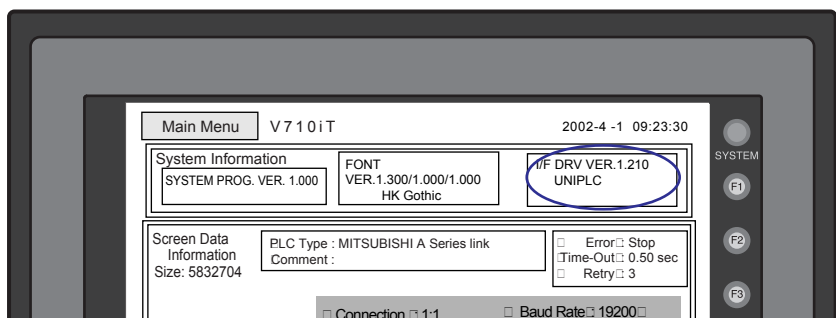 Main Menu V710iT 2002-4 -1 09:23:30
SYSTEM
System Information
SYSTEM PROG. VER. 1.000
FONT
VER.1.300/1.000/1.000
HK Gothic
I/F DRV VER.1.210
UNIPLC
F1
Screen Data
Information
Size: 5832704
PLC Type : MITSUBISHI A Series link
Comment :
□ Error□: Stop
□Time-Out□: 0.50 sec
□ Retry□: 3
F2
F3
□ Connection □: 1:1 □ Baud Rate□: 19200□